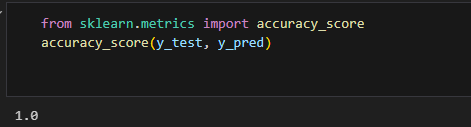 from sklearn.metrics import accuracy_score
accuracy_score(y_test, y_pred)
1.0